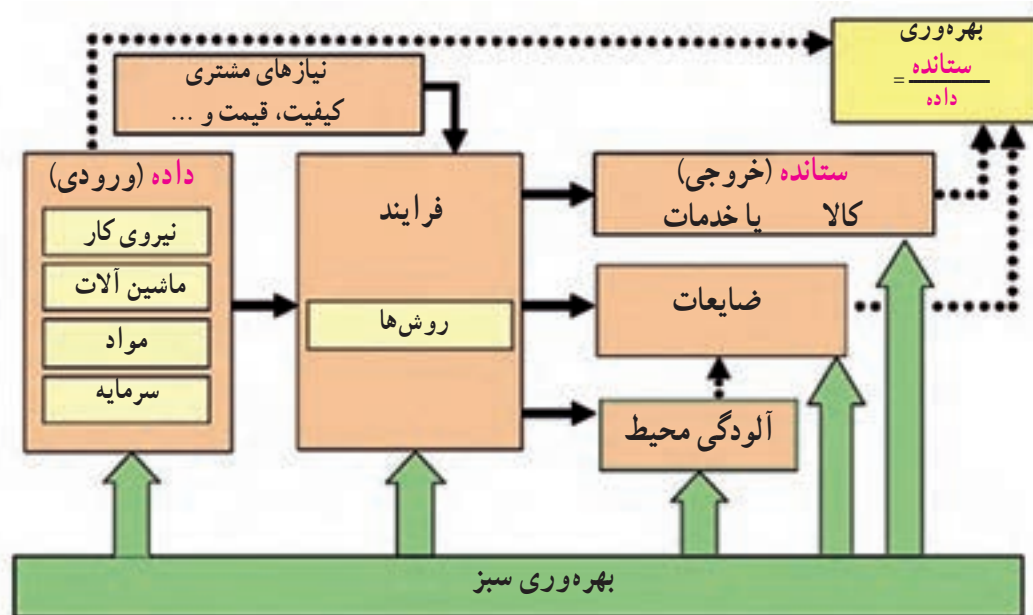 بهره‌وری
ستانده
=
داده
نیازهای مشتری
کیفیت، قیمت و ...
داده (ورودی)
نیروی کار
ماشین آلات
مواد
سرمایه
فرایند
روش‌ها
ستانده (خروجی)
کالا یا خدمات
ضایعات
آلودگی محیط
بهره‌وری سبز